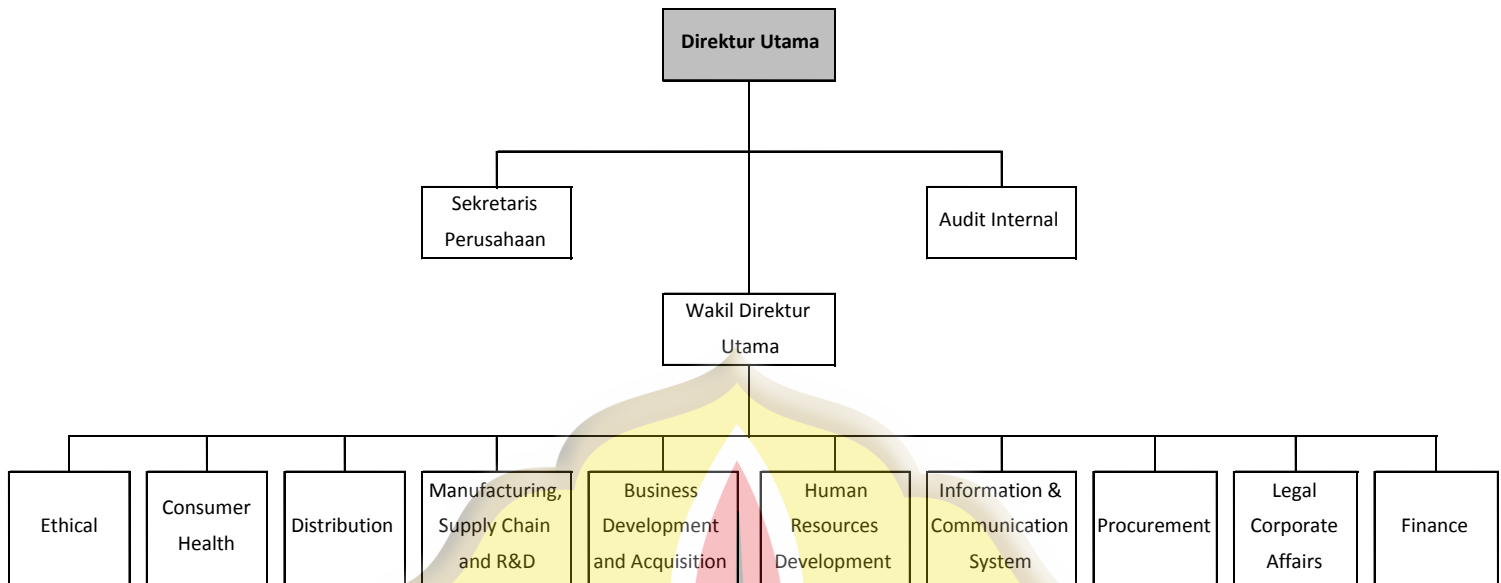 Direktur Utama
Sekretaris
Perusahaan
Audit Internal
Wakil Direktur
Utama
Ethical
Consumer
Health
Distribution
Manufacturing,
Supply Chain
and R&D
Business
Development
and Acquisition
Human
Resources
Development
Information &
Communication
System
Procurement
Legal
Corporate
Affairs
Finance